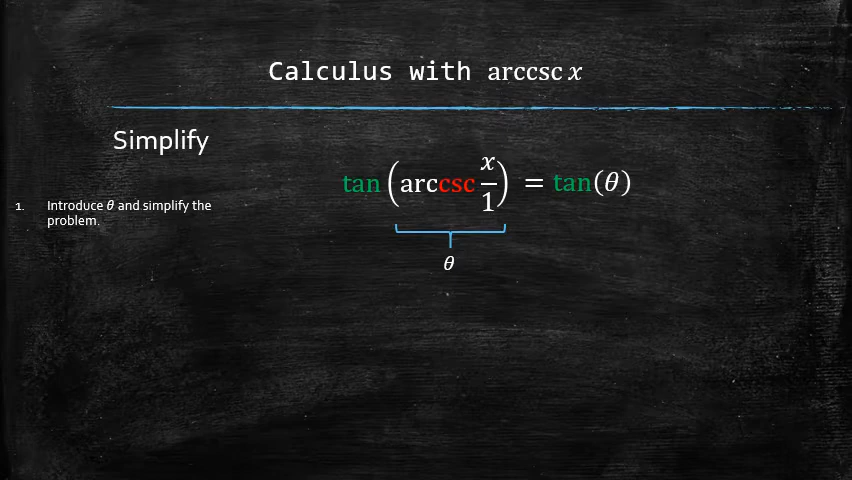 Calculus with arccsc x
Simplify
tan(arccsc x/1) = tan(θ)
1. Introduce θ and simplify the
problem.
θ